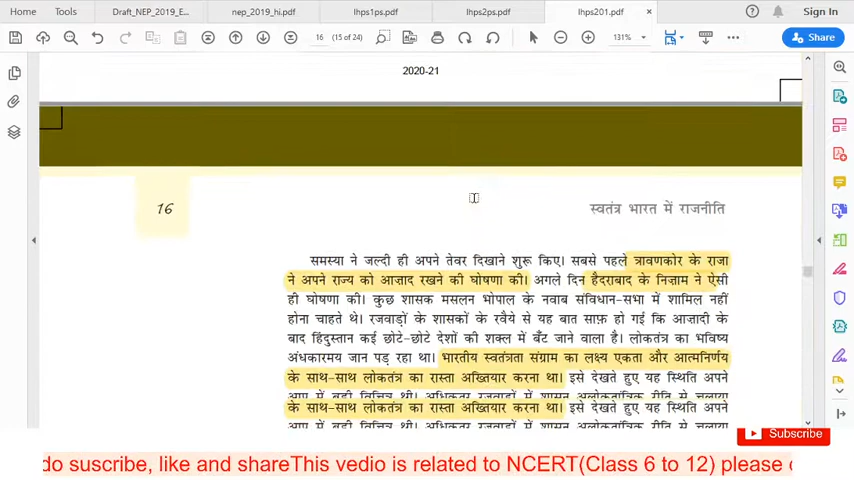 Home Tools Draft_NEP_2019_E... nep_2019_hi.pdf lhps1ps.pdf lhps2ps.pdf lhps201.pdf × Sign In
16 (15 of 24) 131% Share
2020-21
16 स्वतंत्र भारत में राजनीति
समस्या ने जल्दी ही अपने तेवर दिखाने शुरू किए। सबसे पहले त्रावणकोर के राजा
ने अपने राज्य को आज़ाद रखने की घोषणा की। अगले दिन हैदराबाद के निज़ाम ने ऐसी
ही घोषणा की। कुछ शासक मसलन भोपाल के नवाब संविधान-सभा में शामिल नहीं
होना चाहते थे। रजवाड़ों के शासकों के रवैये से यह बात साफ़ हो गई कि आज़ादी के
बाद हिंदुस्तान कई छोटे-छोटे देशों की शक्ल में बँट जाने वाला है। लोकतंत्र का भविष्य
अंधकारमय जान पड़ रहा था। भारतीय स्वतंत्रता संग्राम का लक्ष्य एकता और आत्मनिर्णय
के साथ-साथ लोकतंत्र का रास्ता अख्तियार करना था। इसे देखते हुए यह स्थिति अपने
के साथ-साथ लोकतंत्र का रास्ता अख्तियार करना था। इसे देखते हुए यह स्थिति अपने
Subscribe
do suscribe, like and shareThis vedio is related to NCERT(Class 6 to 12) please